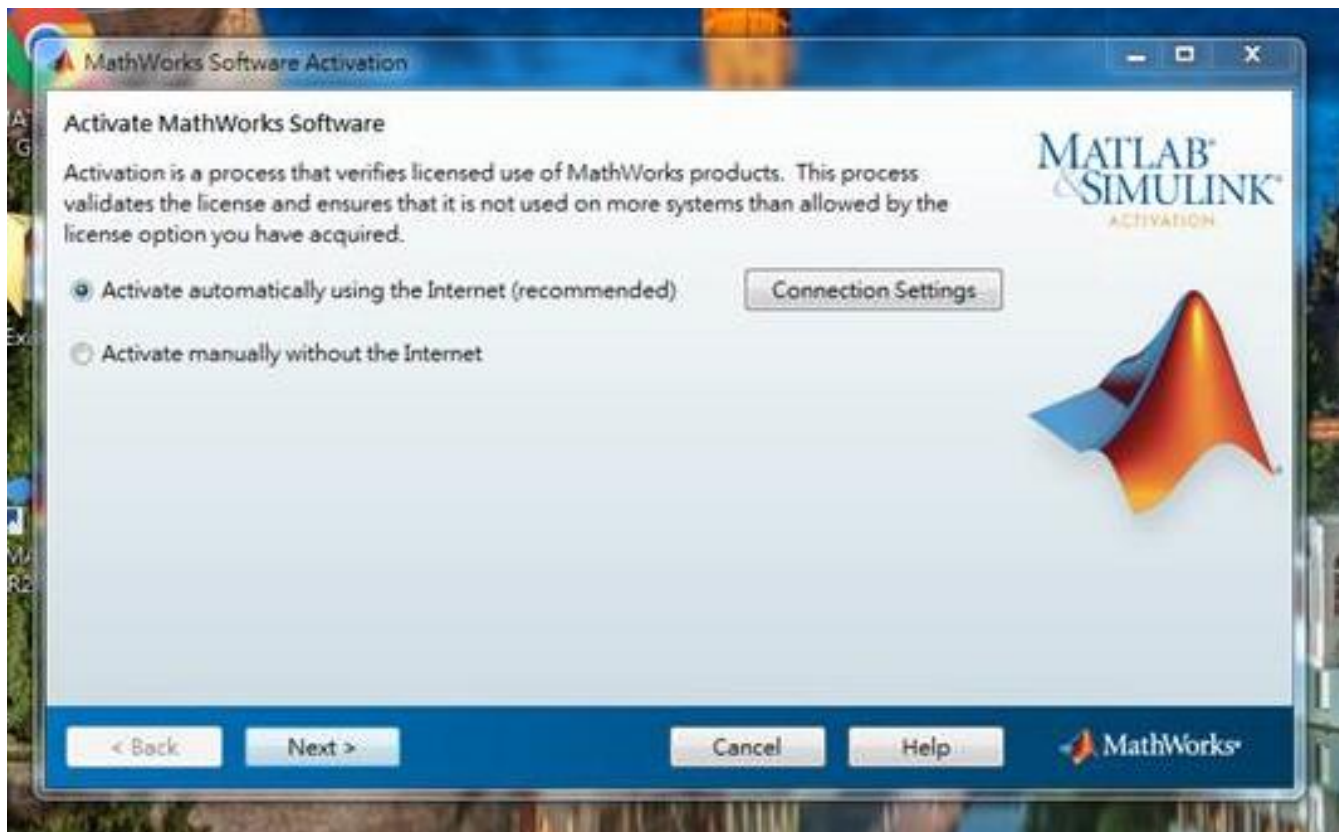 MathWorks Software Activation
Activate MathWorks Software
Activation is a process that verifies licensed use of MathWorks products. This process
validates the license and ensures that it is not used on more systems than allowed by the
license option you have acquired.
Activate automatically using the Internet (recommended)
Connection Settings
Activate manually without the Internet
MATLAB®
&SIMULINK®
ACTIVATION
< Back
Next >
Cancel
Help
MathWorks®